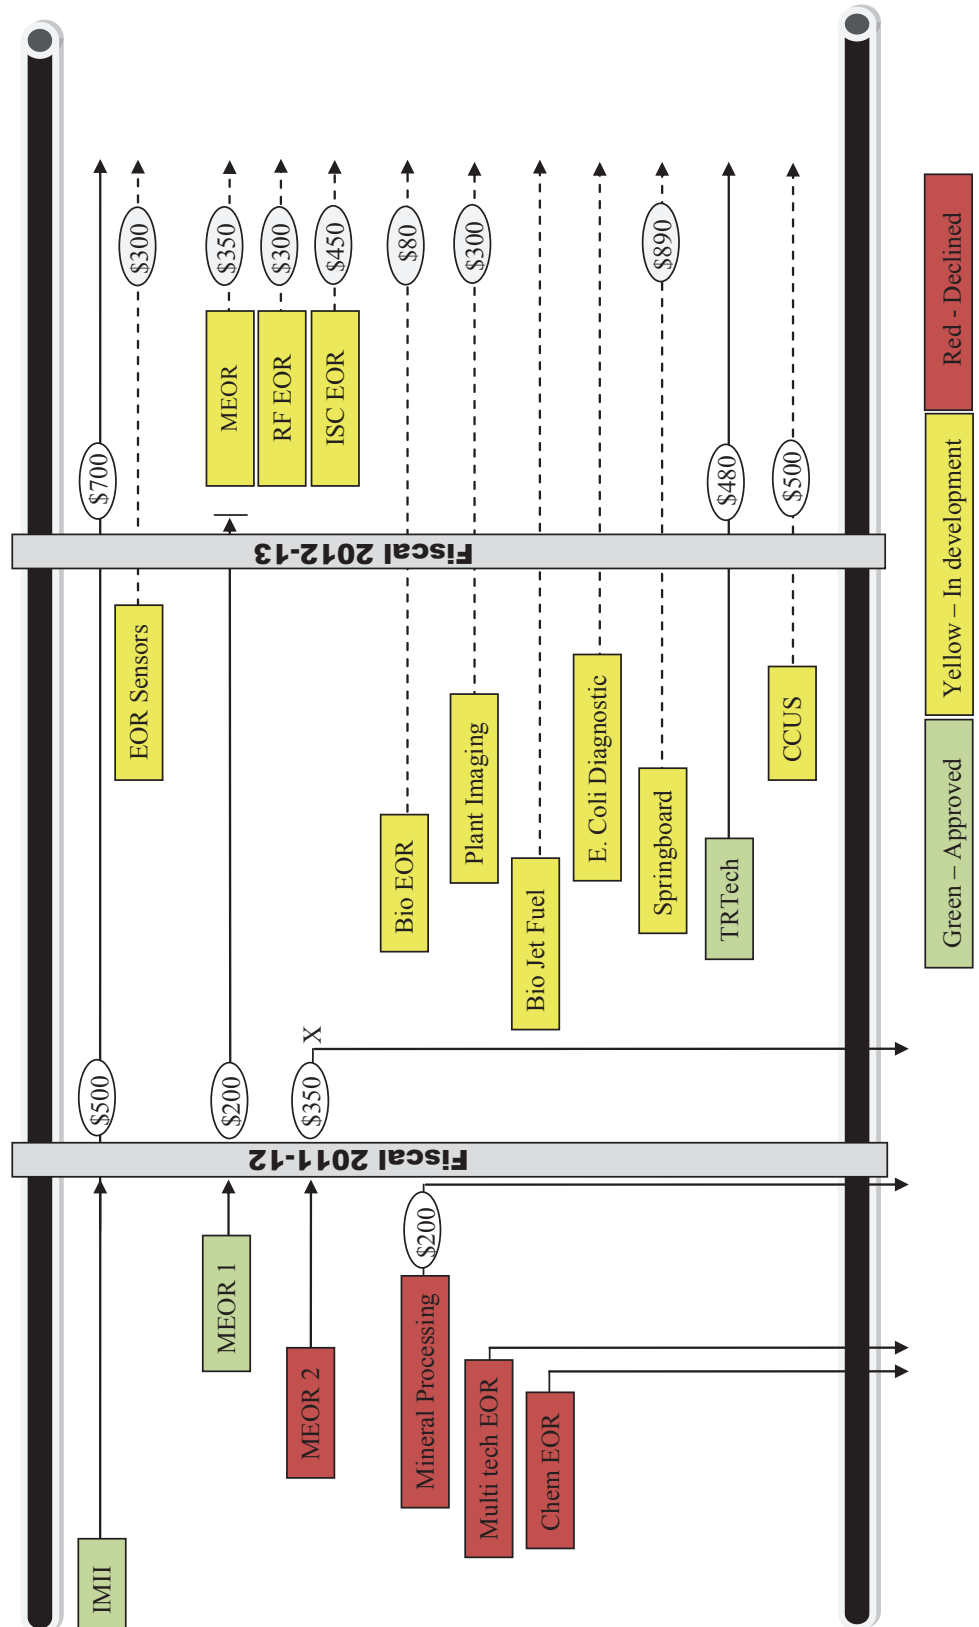 IMII
$500
$700
EOR Sensors
$300
MEOR 1
$200
MEOR
$350
RF EOR
$300
MEOR 2
$350
X
ISC EOR
$450
Mineral Processing
$200
Bio EOR
$80
Multi tech EOR
Plant Imaging
$300
Chem EOR
Bio Jet Fuel
E. Coli Diagnostic
Springboard
$890
TRTech
$480
CCUS
$500
Fiscal 2011-12
Fiscal 2012-13
Green – Approved
Yellow – In development
Red - Declined